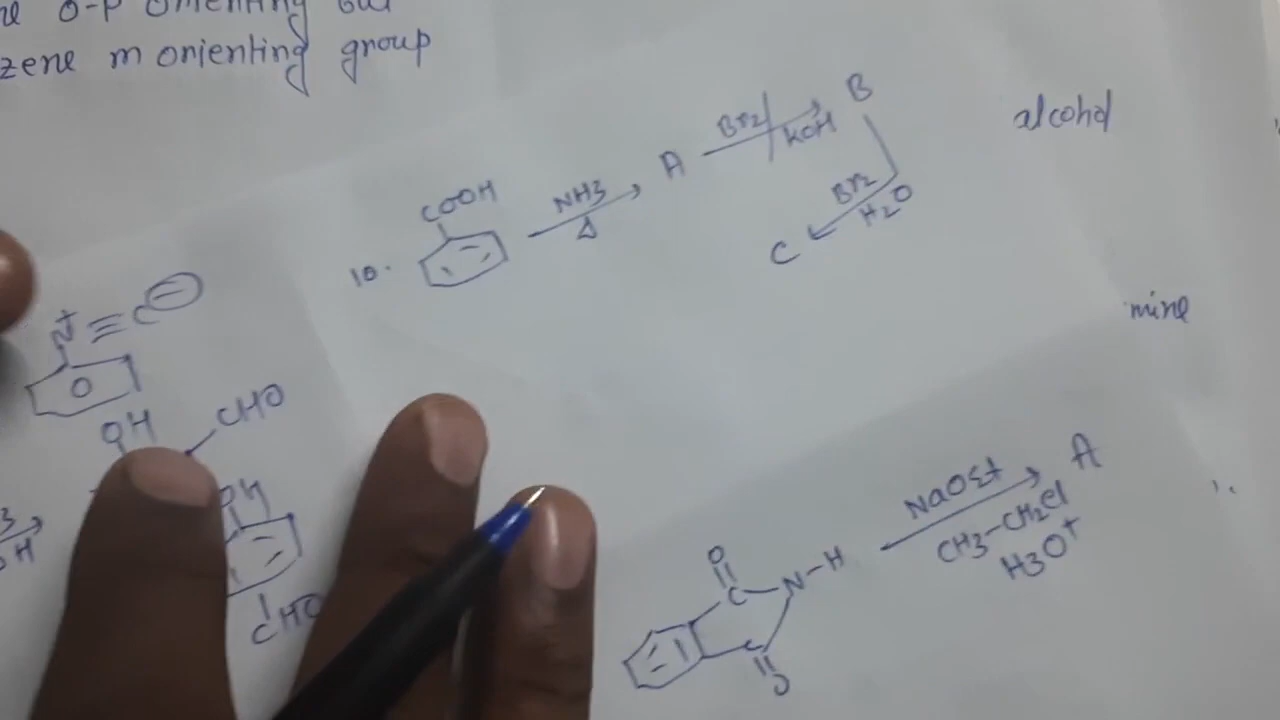 o-p orienting but
zene m orienting group
10.
COOH
NH3
Δ
A
Br2/
KOH
B
Br2
H2O
C
alcohol
mine
N+ ≡ C⊖
OH
CHO
OH
CHO
O
C-N-H
C
O
NaOEt
CH3-CH2Cl
H3O+
A